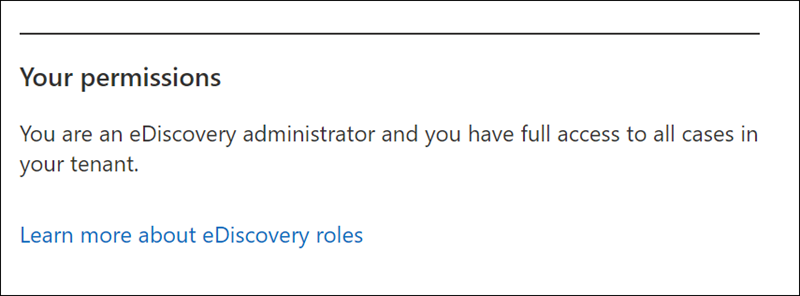 Your permissions
You are an eDiscovery administrator and you have full access to all cases in
your tenant.
Learn more about eDiscovery roles